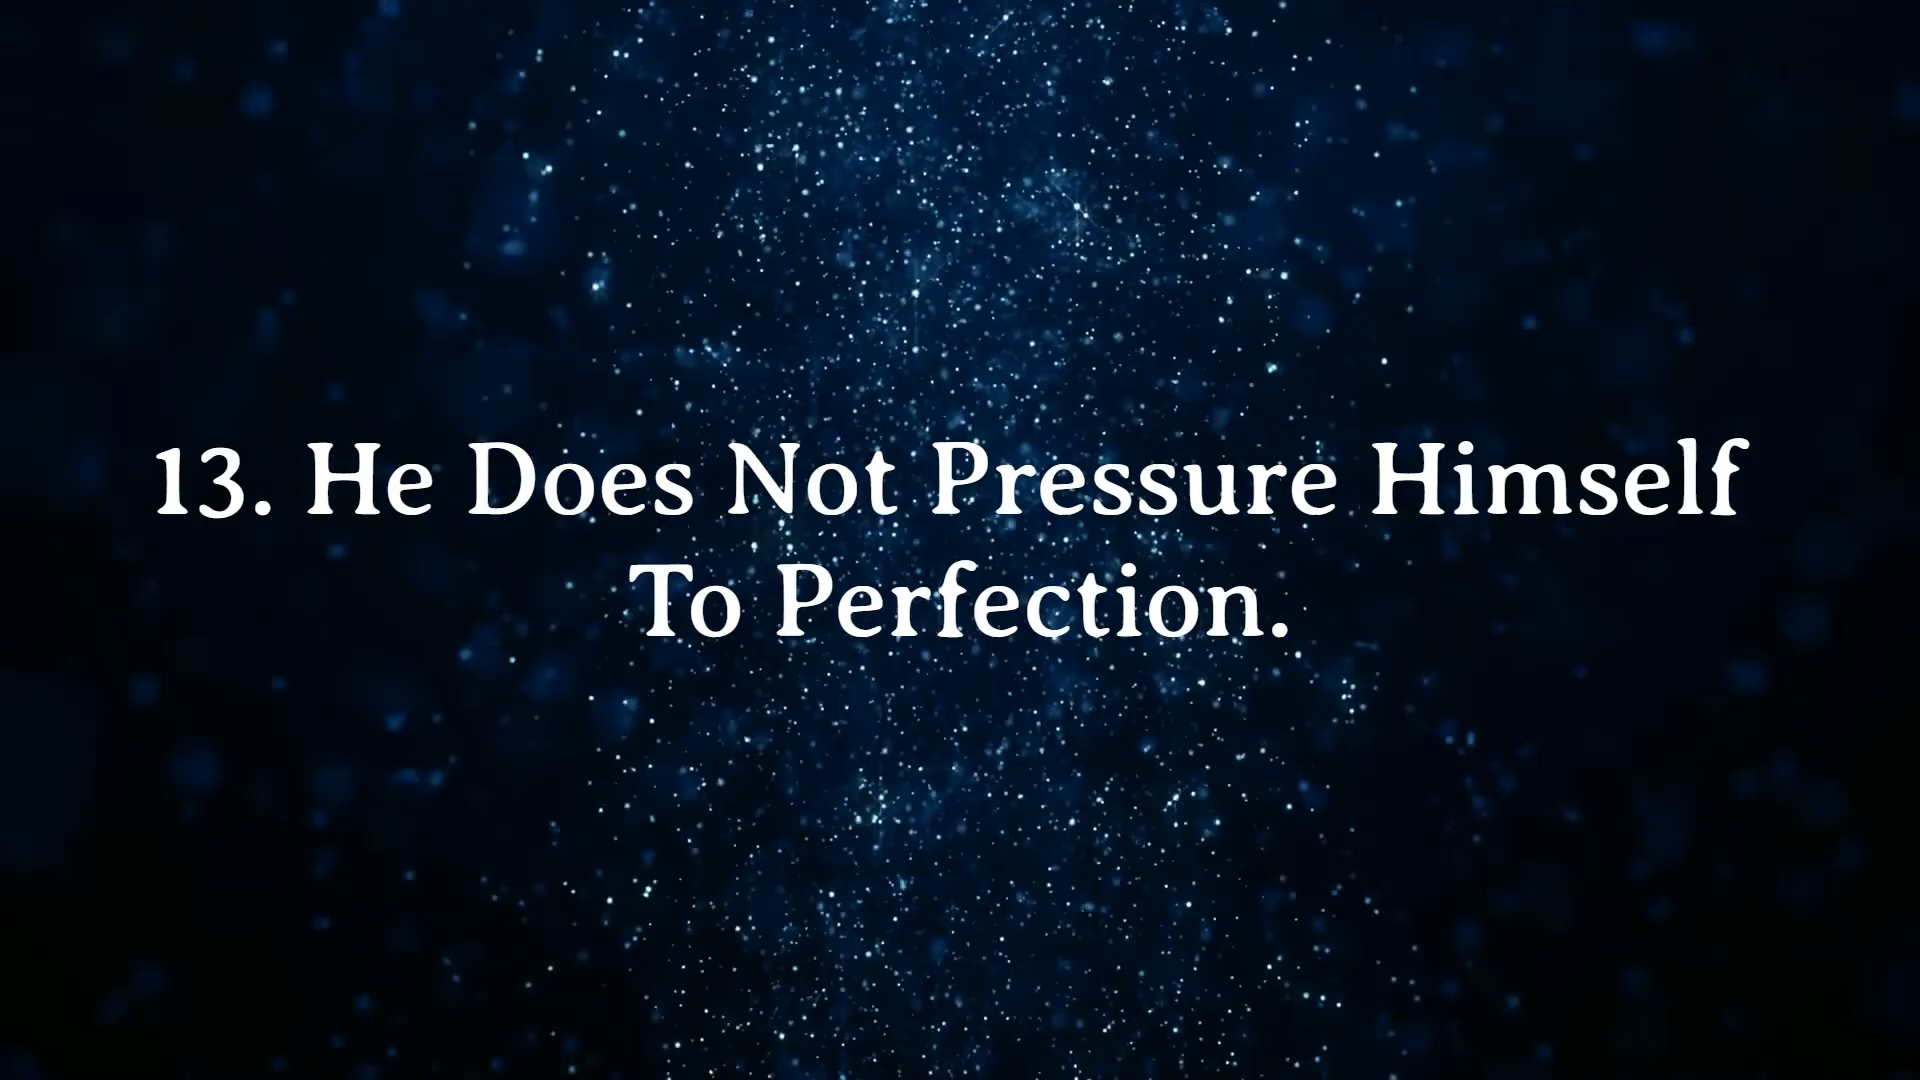 13. He Does Not Pressure Himself
To Perfection.